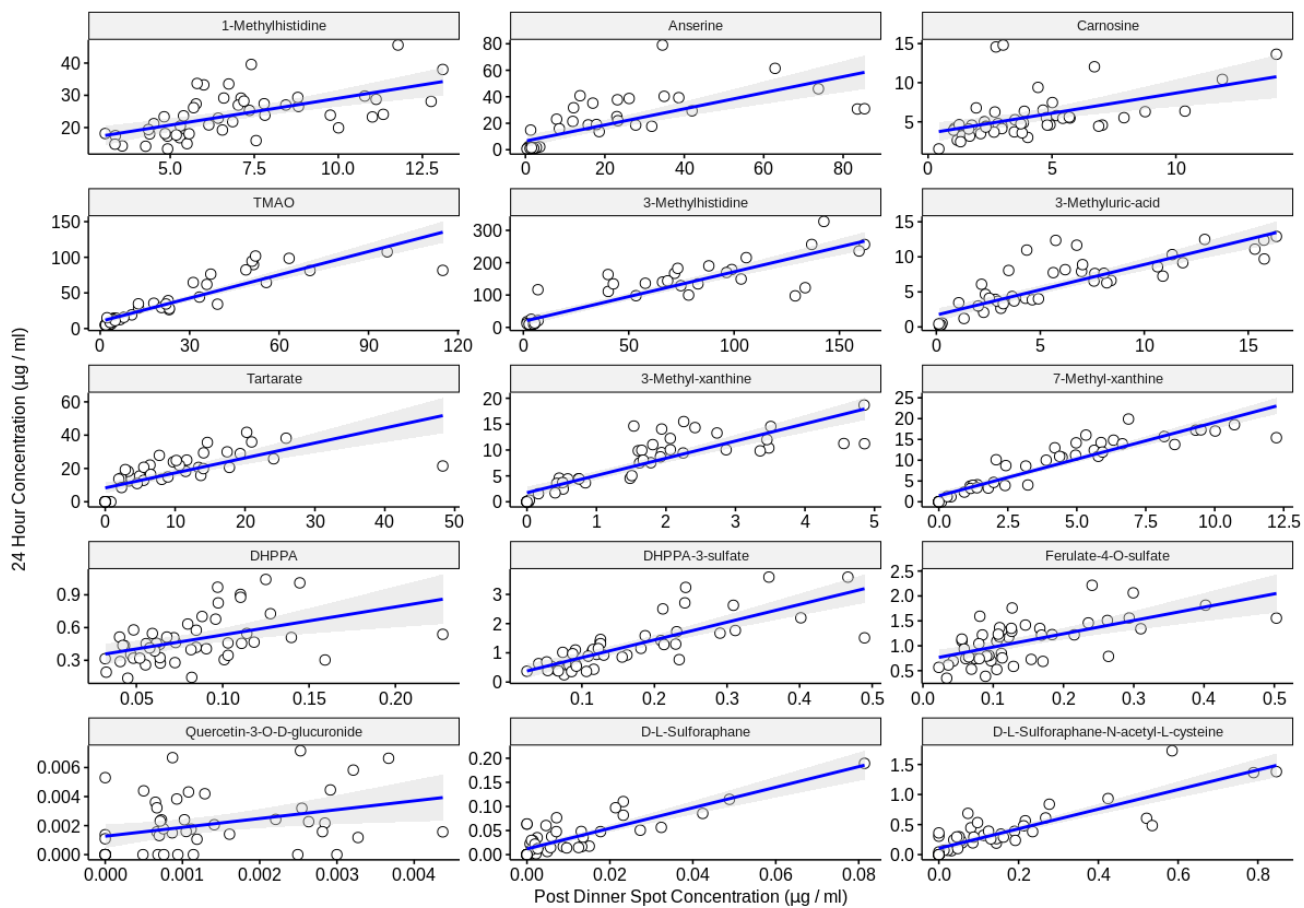 1-Methylhistidine Anserine Carnosine
40 80 15
30 60 10
20 40 5
20
0
5.0 7.5 10.0 12.5 0 20 40 60 80 0 5 10
TMAO 3-Methylhistidine 3-Methyluric-acid
150 300 15
100 200 10
50 100 5
0 0 0
0 30 60 90 120 0 50 100 150 0 5 10 15
Tartarate 3-Methyl-xanthine 7-Methyl-xanthine
60 20 25
40 15 20
20 10 15
0 5 10
0 5
0
0 10 20 30 40 50 0 1 2 3 4 5 0.0 2.5 5.0 7.5 10.0 12.5
DHPPA DHPPA-3-sulfate Ferulate-4-O-sulfate
0.9 3 2.5
0.6 2 2.0
0.3 1 1.5
0 1.0
0.5
0.0
0.05 0.10 0.15 0.20 0.0 0.1 0.2 0.3 0.4 0.5 0.0 0.1 0.2 0.3 0.4 0.5
Quercetin-3-O-D-glucuronide D-L-Sulforaphane D-L-Sulforaphane-N-acetyl-L-cysteine
0.006 0.20 1.5
0.004 0.15 1.0
0.002 0.10 0.5
0.000 0.05 0.0
0.00
0.000 0.001 0.002 0.003 0.004 0.00 0.02 0.04 0.06 0.08 0.0 0.2 0.4 0.6 0.8
24 Hour Concentration (µg / ml)
Post Dinner Spot Concentration (µg / ml)